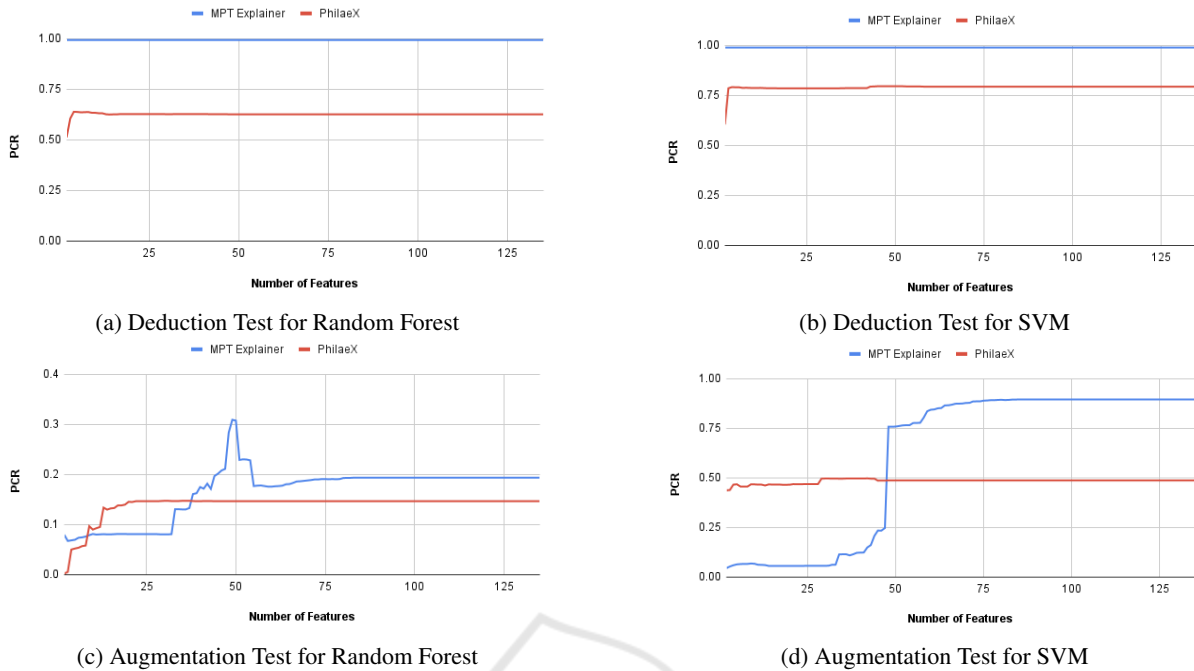 MPT Explainer PhilaeX
1.00
0.75
0.50
0.25
0.00
PCR
25 50 75 100 125
Number of Features
(a) Deduction Test for Random Forest
MPT Explainer PhilaeX
1.00
0.75
0.50
0.25
0.00
PCR
25 50 75 100 125
Number of Features
(b) Deduction Test for SVM
MPT Explainer PhilaeX
0.4
0.3
0.2
0.1
0.0
PCR
25 50 75 100 125
Number of Features
(c) Augmentation Test for Random Forest
MPT Explainer PhilaeX
1.00
0.75
0.50
0.25
0.00
PCR
25 50 75 100 125
Number of Features
(d) Augmentation Test for SVM